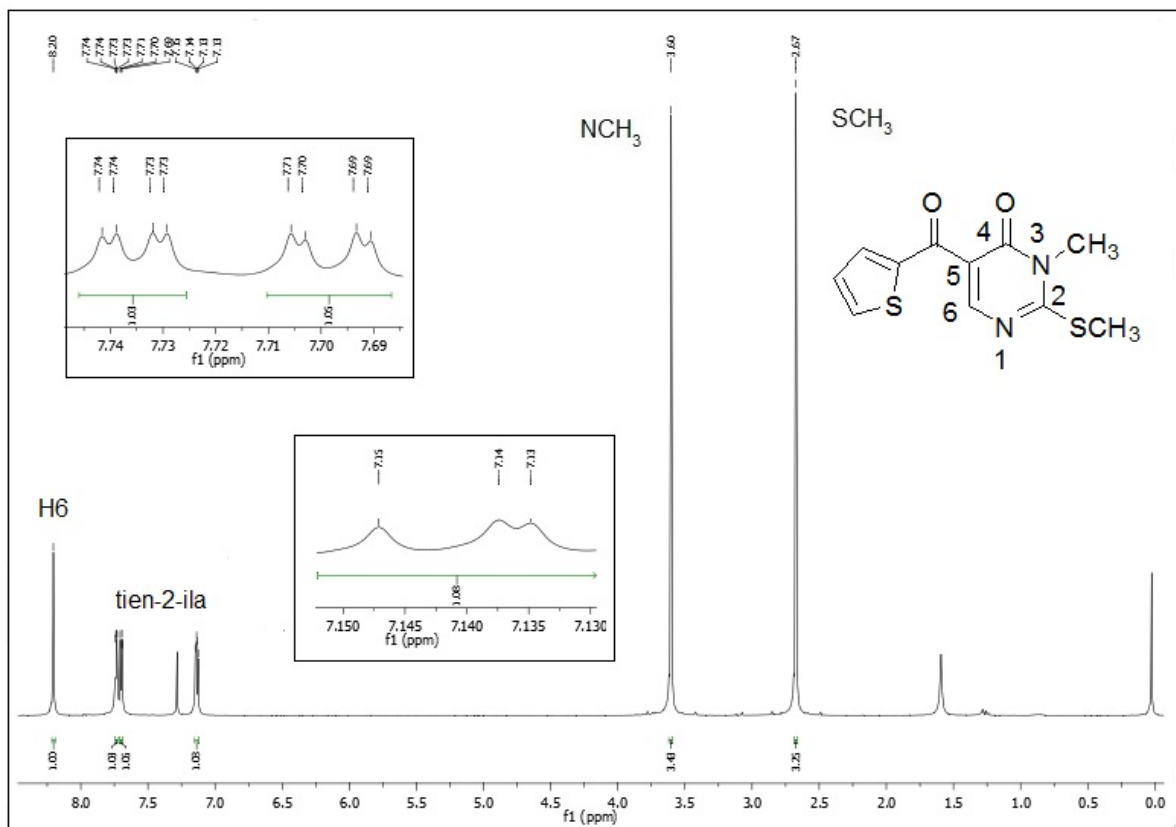 8.20 7.74 7.74 7.73 7.73 7.71 7.70 7.69 7.15 7.14 7.13 7.13 3.60 2.67
NCH3
SCH3
7.74 7.74 7.73 7.73 7.71 7.70 7.69 7.69
1.03 1.05
7.74 7.73 7.72 7.71 7.70 7.69
f1 (ppm)
O O
4 3 CH3
5 N
S 6 2
N SCH3
1
7.15 7.14 7.13
1.08
7.150 7.145 7.140 7.135 7.130
f1 (ppm)
H6
tien-2-ila
1.00 1.03 1.05 1.08 3.43 3.25
8.0 7.5 7.0 6.5 6.0 5.5 5.0 4.5 4.0 3.5 3.0 2.5 2.0 1.5 1.0 0.5 0.0
f1 (ppm)